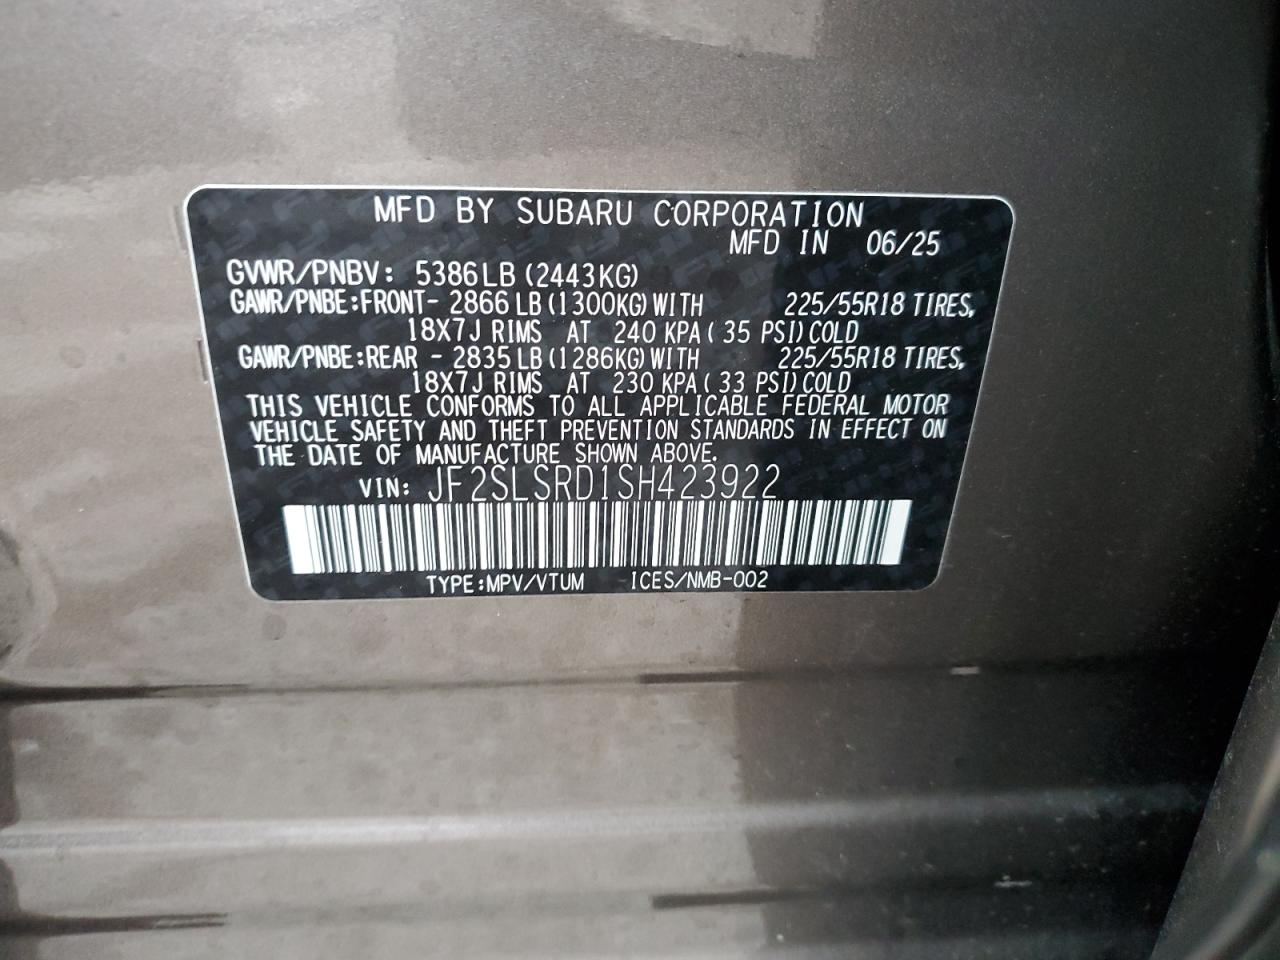 MFD BY SUBARU CORPORATION
MFD IN 06/25
GVWR/PNBV: 5386LB (2443KG)
GAWR/PNBE:FRONT- 2866 LB (1300KG) WITH 225/55R18 TIRES,
18X7J RIMS AT 240 KPA ( 35 PSI) COLD
GAWR/PNBE:REAR - 2835 LB (1286KG) WITH 225/55R18 TIRES,
18X7J RIMS AT 230 KPA ( 33 PSI) COLD
THIS VEHICLE CONFORMS TO ALL APPLICABLE FEDERAL MOTOR
VEHICLE SAFETY AND THEFT PREVENTION STANDARDS IN EFFECT ON
THE DATE OF MANUFACTURE SHOWN ABOVE.
VIN: JF2SLSRD1SH423922
TYPE:MPV/VTUM ICES/NMB-002